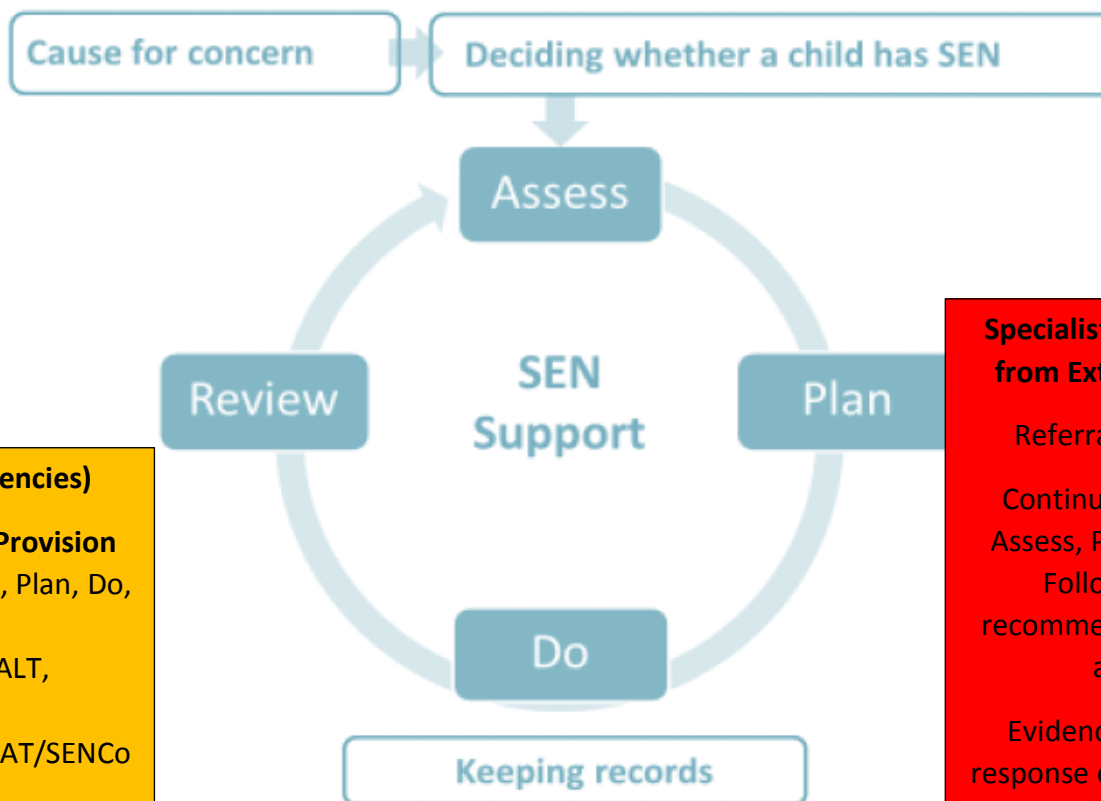 Cause for concern
Deciding whether a child has SEN
Assess
Review
SEN
Support
Plan
Do
Keeping records
encies)
Provision
, Plan, Do,
ALT,
AT/SENCo
Specialist
from Ext
Referra
Continu
Assess, P
Follo
recomme
a
Evidenc
response